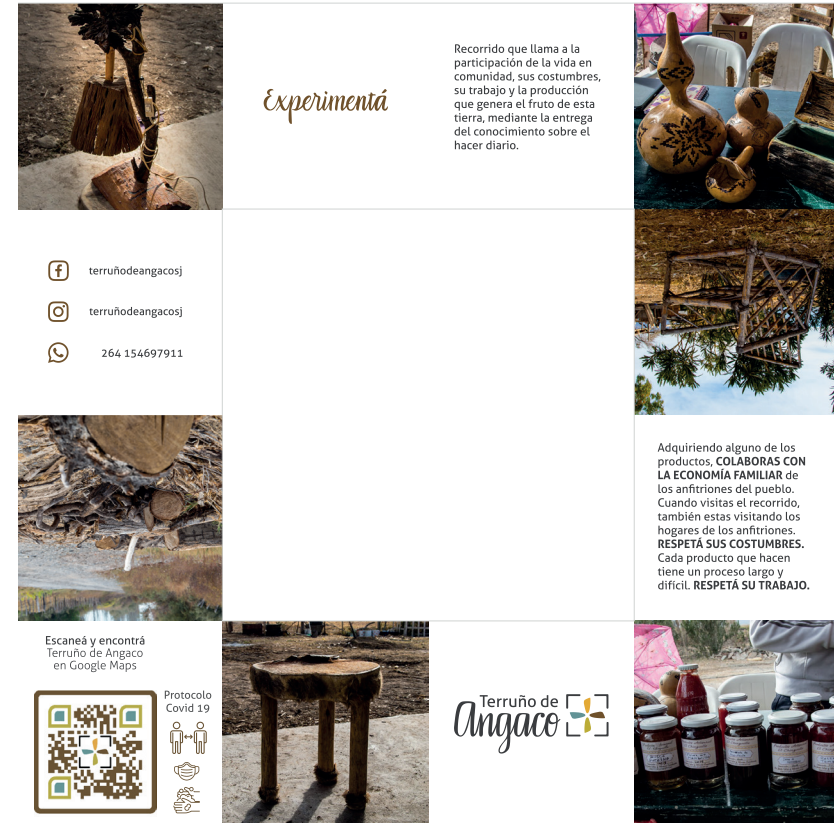 Experimentá
Recorrido que llama a la
participación de la vida en
comunidad, sus costumbres,
su trabajo y la producción
que genera el fruto de esta
tierra, mediante la entrega
del conocimiento sobre el
hacer diario.
terruñodeangacosj
terruñodeangacosj
264 154697911
Adquiriendo alguno de los
productos, COLABORAS CON
LA ECONOMÍA FAMILIAR de
los anfitriones del pueblo.
Cuando visitas el recorrido,
también estas visitando los
hogares de los anfitriones.
RESPETÁ SUS COSTUMBRES.
Cada producto que hacen
tiene un proceso largo y
difícil. RESPETÁ SU TRABAJO.
Escaneá y encontrá
Terruño de Angaco
en Google Maps
Protocolo
Covid 19
Terruño de
Angaco